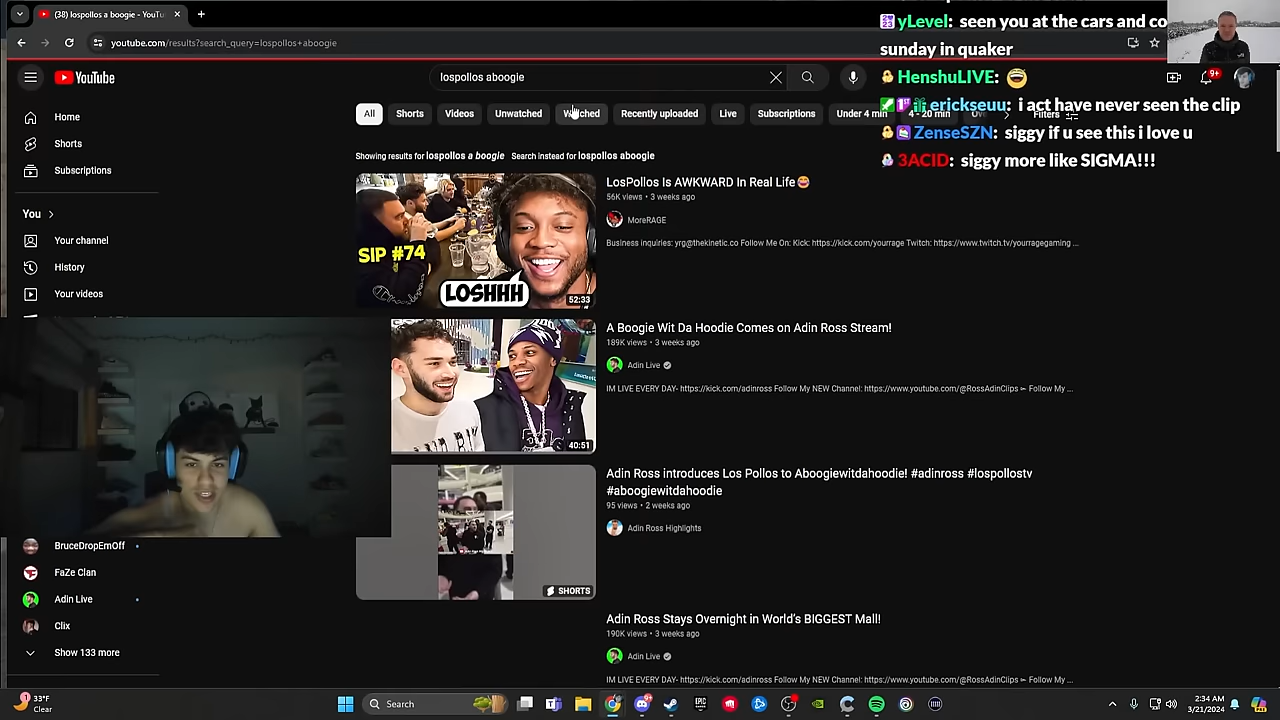 (38) lospollos a boogie - YouTu
youtube.com/results?search_query=lospollos+aboogie
yLevel: seen you at the cars and co
sunday in quaker
HenshuLIVE:
erickseuu: i act have never seen the clip
ZenseSZN: siggy if u see this i love u
3ACID: siggy more like SIGMA!!!
YouTube
lospollos aboogie
9+
All
Shorts
Videos
Unwatched
Watched
Recently uploaded
Live
Subscriptions
Under 4 min
4 - 20 min
Filters
Home
Shorts
Subscriptions
You
Your channel
History
Your videos
BruceDropEmOff
FaZe Clan
Adin Live
Clix
Show 133 more
Showing results for lospollos a boogie Search instead for lospollos aboogie
SIP #74
LOSHHH
52:33
LosPollos Is AWKWARD In Real Life
56K views • 3 weeks ago
MoreRAGE
Business inquiries: yrg@thekinetic.co Follow Me On: Kick: https://kick.com/yourrage Twitch: https://www.twitch.tv/yourragegaming ...
40:51
A Boogie Wit Da Hoodie Comes on Adin Ross Stream!
189K views • 3 weeks ago
Adin Live
IM LIVE EVERY DAY- https://kick.com/adinross Follow My NEW Channel: https://www.youtube.com/@RossAdinClips ➳ Follow My ...
SHORTS
Adin Ross introduces Los Pollos to Aboogiewitdahoodie! #adinross #lospollostv
#aboogiewitdahoodie
95 views • 2 weeks ago
Adin Ross Highlights
Adin Ross Stays Overnight in World's BIGGEST Mall!
190K views • 3 weeks ago
Adin Live
IM LIVE EVERY DAY- https://kick.com/adinross Follow My NEW Channel: https://www.youtube.com/@RossAdinClips ➳ Follow My ...
1
33°F
Clear
Search
2:34 AM
3/21/2024